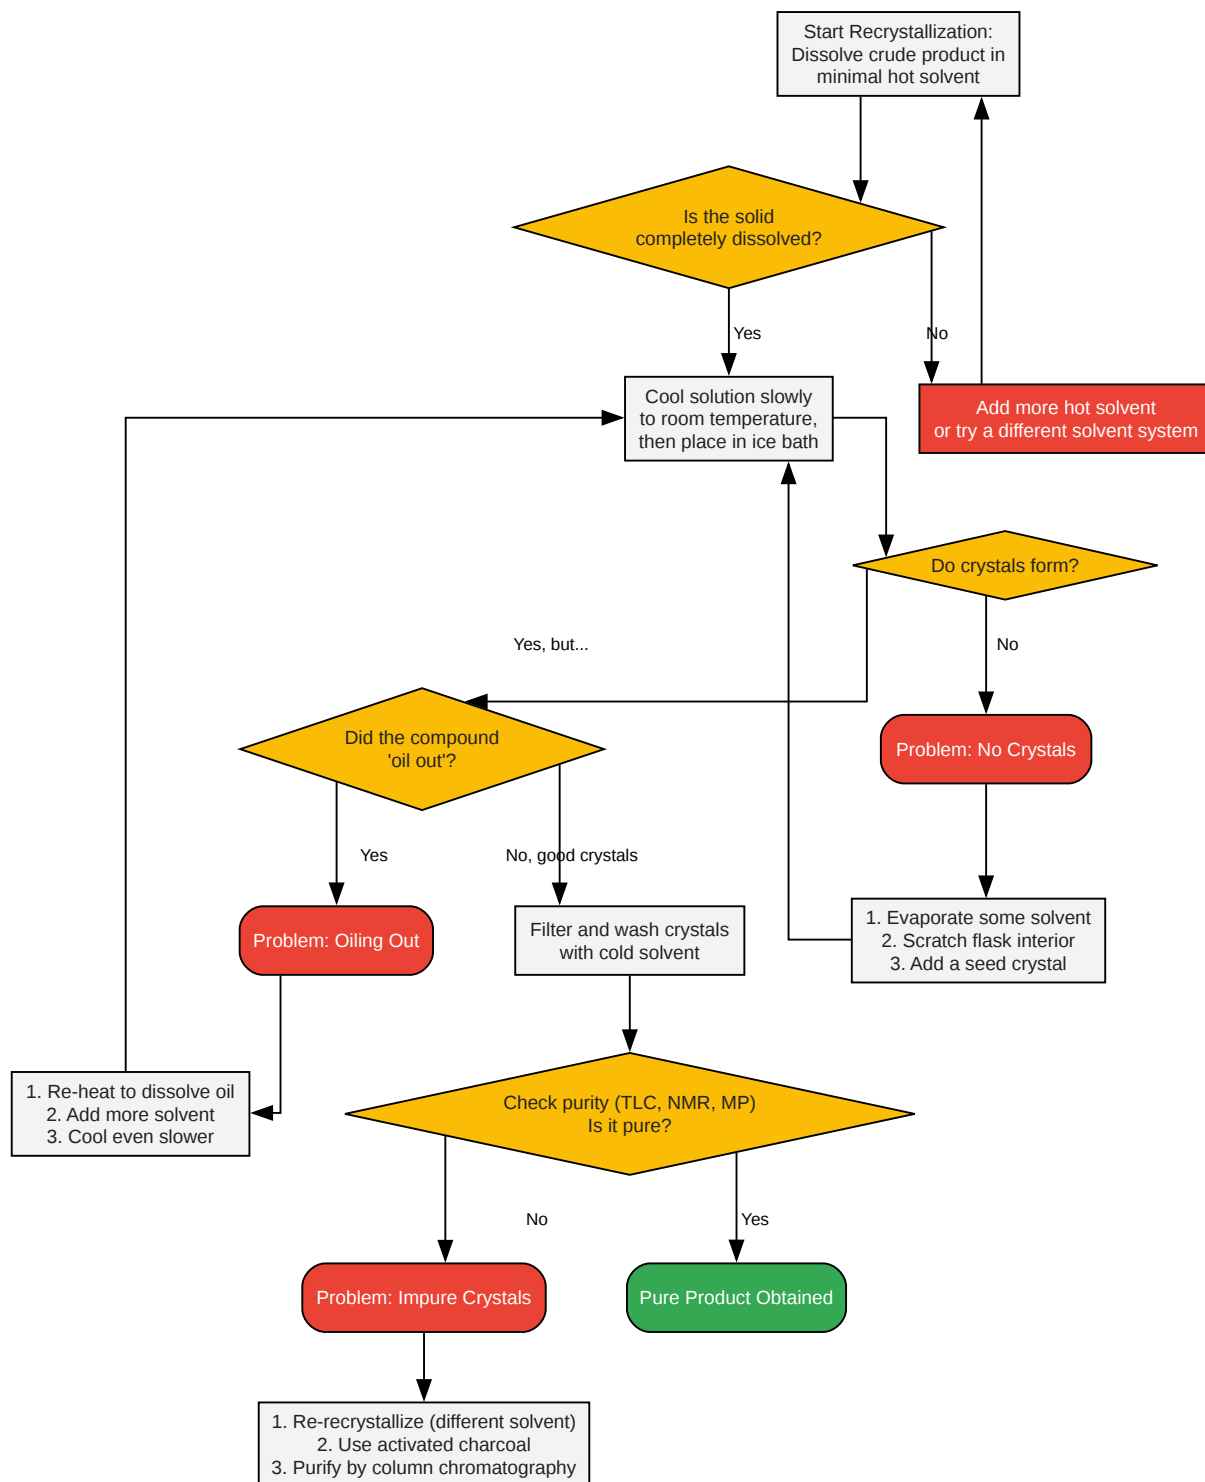 Start Recrystallization:
Dissolve crude product in
minimal hot solvent
Is the solid
completely dissolved?
Yes
No
Cool solution slowly
to room temperature,
then place in ice bath
Add more hot solvent
or try a different solvent system
Do crystals form?
Yes, but...
No
Did the compound
'oil out'?
Problem: No Crystals
Yes
No, good crystals
Problem: Oiling Out
Filter and wash crystals
with cold solvent
1. Evaporate some solvent
2. Scratch flask interior
3. Add a seed crystal
1. Re-heat to dissolve oil
2. Add more solvent
3. Cool even slower
Check purity (TLC, NMR, MP)
Is it pure?
No
Yes
Problem: Impure Crystals
Pure Product Obtained
1. Re-recrystallize (different solvent)
2. Use activated charcoal
3. Purify by column chromatography